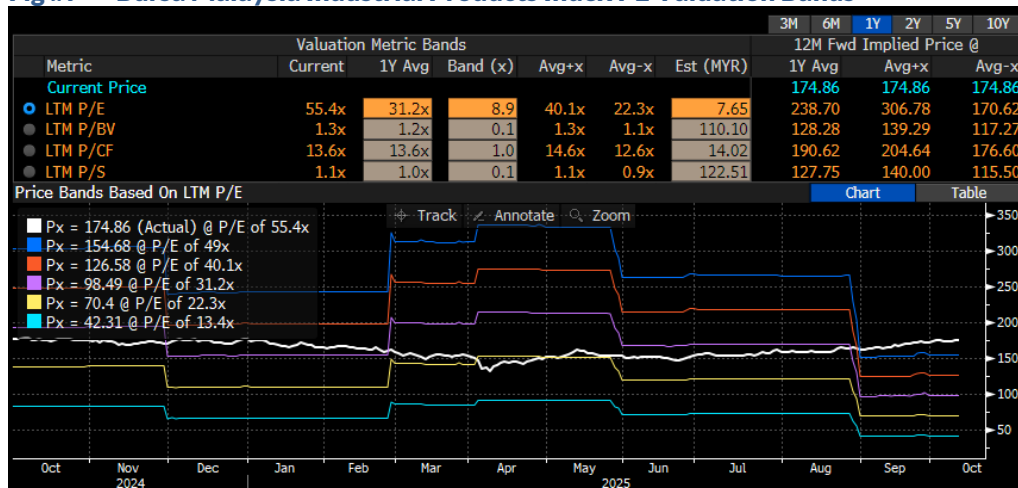 3M 6M 1Y 2Y 5Y 10Y
Valuation Metric Bands 12M Fwd Implied Price @
Metric Current 1Y Avg Band (x) Avg+x Avg-x Est (MYR) 1Y Avg Avg+x Avg-x
Current Price 174.86 174.86 174.86
LTM P/E 55.4x 31.2x 8.9 40.1x 22.3x 7.65 238.70 306.78 170.62
LTM P/BV 1.3x 1.2x 0.1 1.3x 1.1x 110.10 128.28 139.29 117.27
LTM P/CF 13.6x 13.6x 1.0 14.6x 12.6x 14.02 190.62 204.64 176.60
LTM P/S 1.1x 1.0x 0.1 1.1x 0.9x 122.51 127.75 140.00 115.50
Price Bands Based On LTM P/E Chart Table
Track Annotate Zoom
Px = 174.86 (Actual) @ P/E of 55.4x
Px = 154.68 @ P/E of 49x
Px = 126.58 @ P/E of 40.1x
Px = 98.49 @ P/E of 31.2x
Px = 70.4 @ P/E of 22.3x
Px = 42.31 @ P/E of 13.4x
350
300
250
200
150
100
50
Oct Nov Dec Jan Feb Mar Apr May Jun Jul Aug Sep Oct
2024 2025